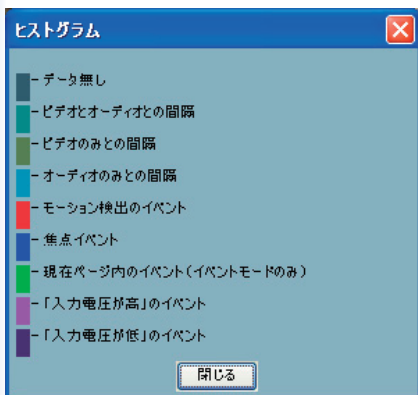 ヒストグラム
- データ無し
- ビデオとオーディオとの間隔
- ビデオのみとの間隔
- オーディオのみとの間隔
- モーション検出のイベント
- 焦点イベント
- 現在ページ内のイベント(イベントモードのみ)
- 「入力電圧が高」のイベント
- 「入力電圧が低」のイベント
閉じる